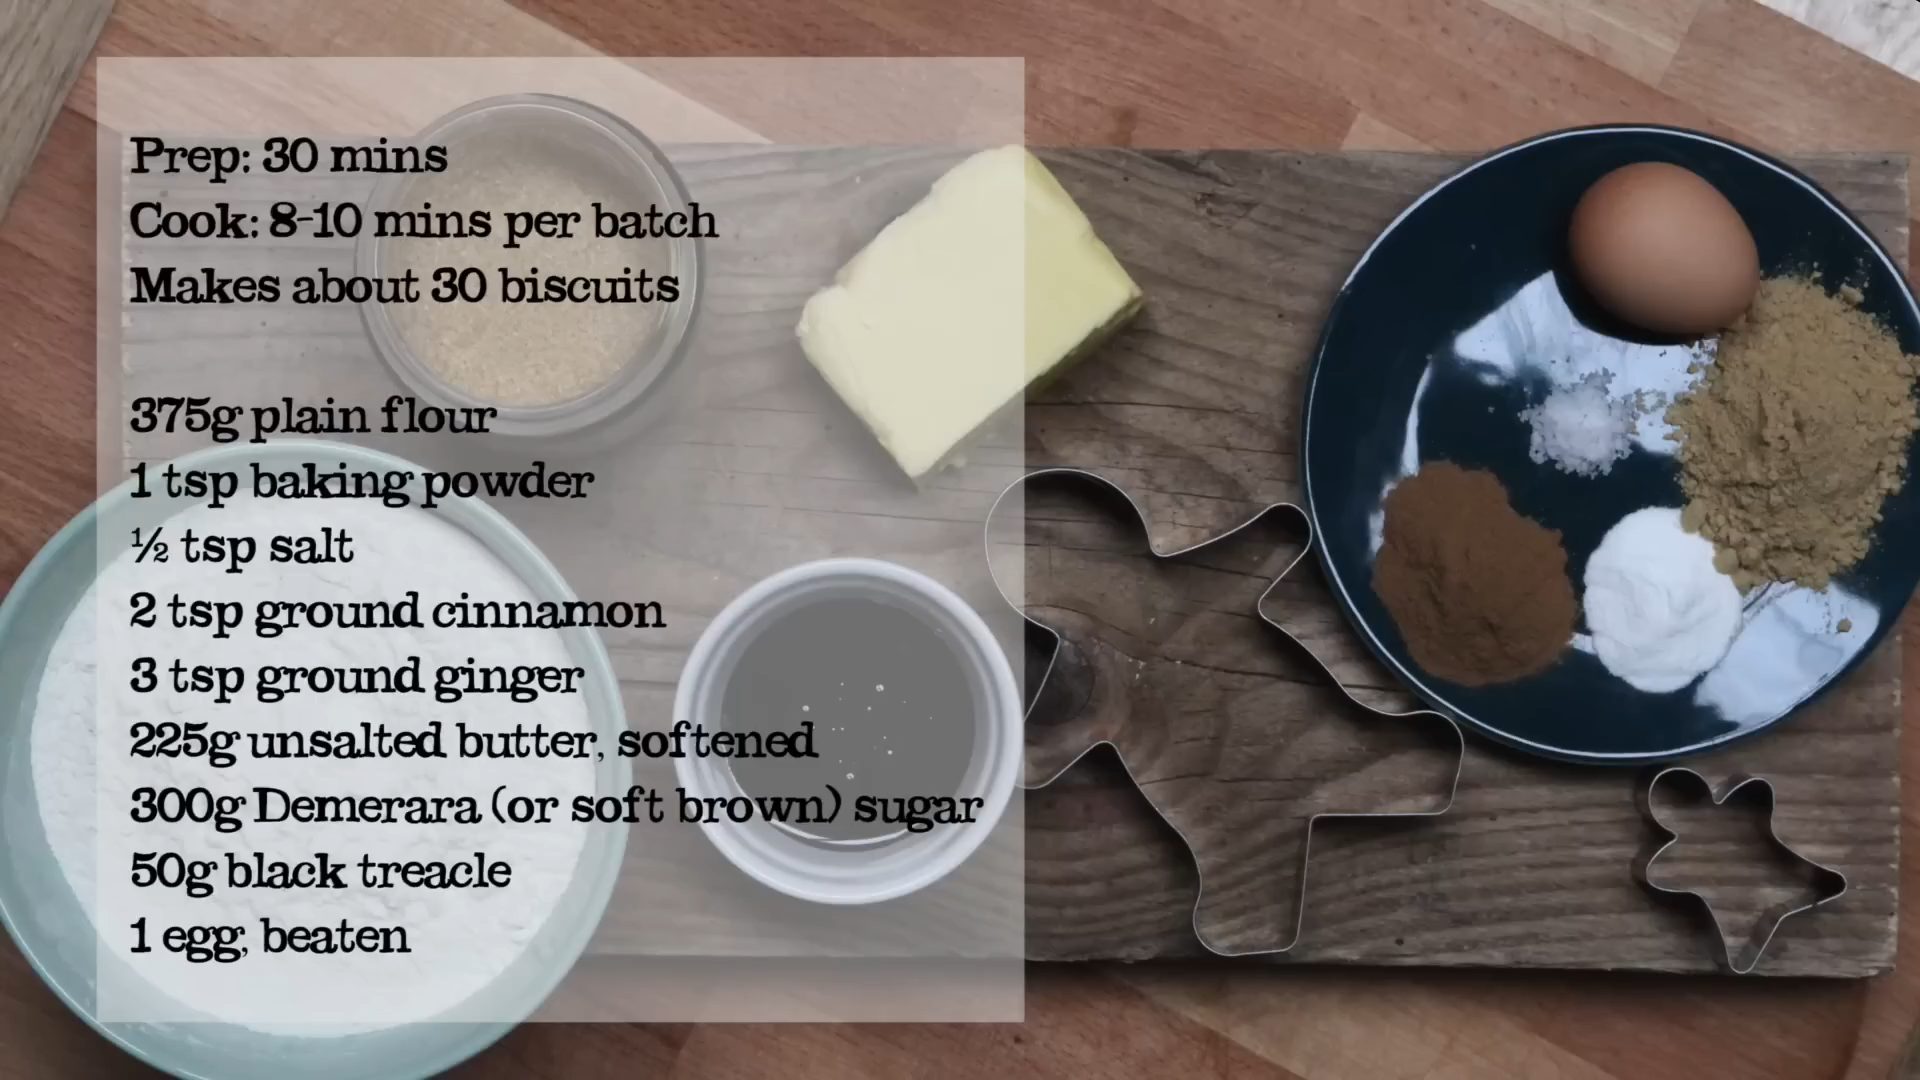 Prep: 30 mins
Cook: 8-10 mins per batch
Makes about 30 biscuits
375g plain flour
1 tsp baking powder
½ tsp salt
2 tsp ground cinnamon
3 tsp ground ginger
225g unsalted butter, softened
300g Demerara (or soft brown) sugar
50g black treacle
1 egg, beaten